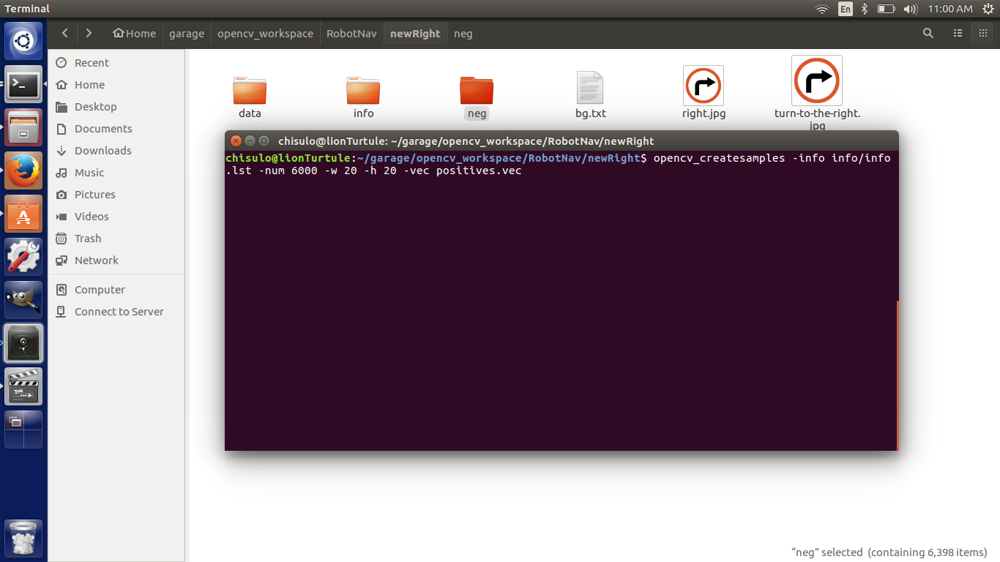 Terminal
En
11:00 AM
Home
garage
opencv_workspace
RobotNav
newRight
neg
Recent
Home
Desktop
Documents
Downloads
Music
Pictures
Videos
Trash
Network
Computer
Connect to Server
data
info
neg
bg.txt
right.jpg
turn-to-the-right.
jpg
chisulo@lionTurtule: ~/garage/opencv_workspace/RobotNav/newRight
chisulo@lionTurtule:~/garage/opencv_workspace/RobotNav/newRight$ opencv_createsamples -info info/info
.lst -num 6000 -w 20 -h 20 -vec positives.vec
“neg” selected (containing 6,398 items)